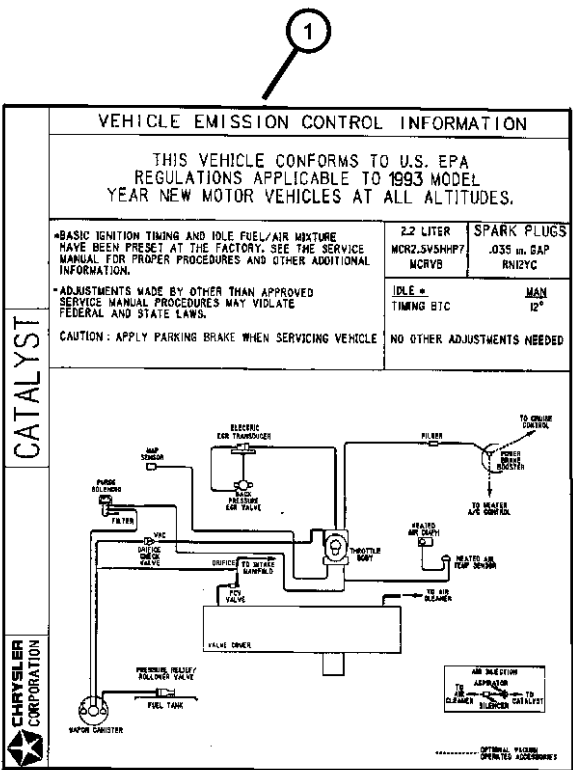 1
VEHICLE EMISSION CONTROL INFORMATION
THIS VEHICLE CONFORMS TO U.S. EPA
REGULATIONS APPLICABLE TO 1993 MODEL
YEAR NEW MOTOR VEHICLES AT ALL ALTITUDES.
*BASIC IGNITION TIMING AND IDLE FUEL/AIR MIXTURE
HAVE BEEN PRESET AT THE FACTORY. SEE THE SERVICE
MANUAL FOR PROPER PROCEDURES AND OTHER ADDITIONAL
INFORMATION.
*ADJUSTMENTS MADE BY OTHER THAN APPROVED
SERVICE MANUAL PROCEDURES MAY VIOLATE
FEDERAL AND STATE LAWS.
CAUTION : APPLY PARKING BRAKE WHEN SERVICING VEHICLE
2.2 LITER
MCR2.5V5HHP7
MCRVB
SPARK PLUGS
.035 in. GAP
RN12YC
IDLE * MAN
TIMING BTC 12°
NO OTHER ADJUSTMENTS NEEDED
CATALYST
CHRYSLER
CORPORATION
ELECTRIC
EGR TRANSDUCER
MAP
SENSOR
PURGE
SOLENOID
FILTER
BACK
PRESSURE
EGR VALVE
FILTER
TO CRUISE
CONTROL
POWER
BRAKE
BOOSTER
TO HEATER
A/C CONTROL
VAC
ORIFICE
CHECK
VALVE
ORIFICE
TO INTAKE
MANIFOLD
PCV
VALVE
THROTTLE
BODY
HEATED
AIR DIAPH
HEATED AIR
TEMP SENSOR
TO AIR
CLEANER
VALVE COVER
PRESSURE RELIEF/
ROLLOVER VALVE
FUEL TANK
VAPOR CANISTER
AIR INJECTION
ASPIRATOR
TO
AIR
CLEANER
SILENCER
TO
CATALYST
OPTIONAL VACUUM
OPERATED ACCESSORIES